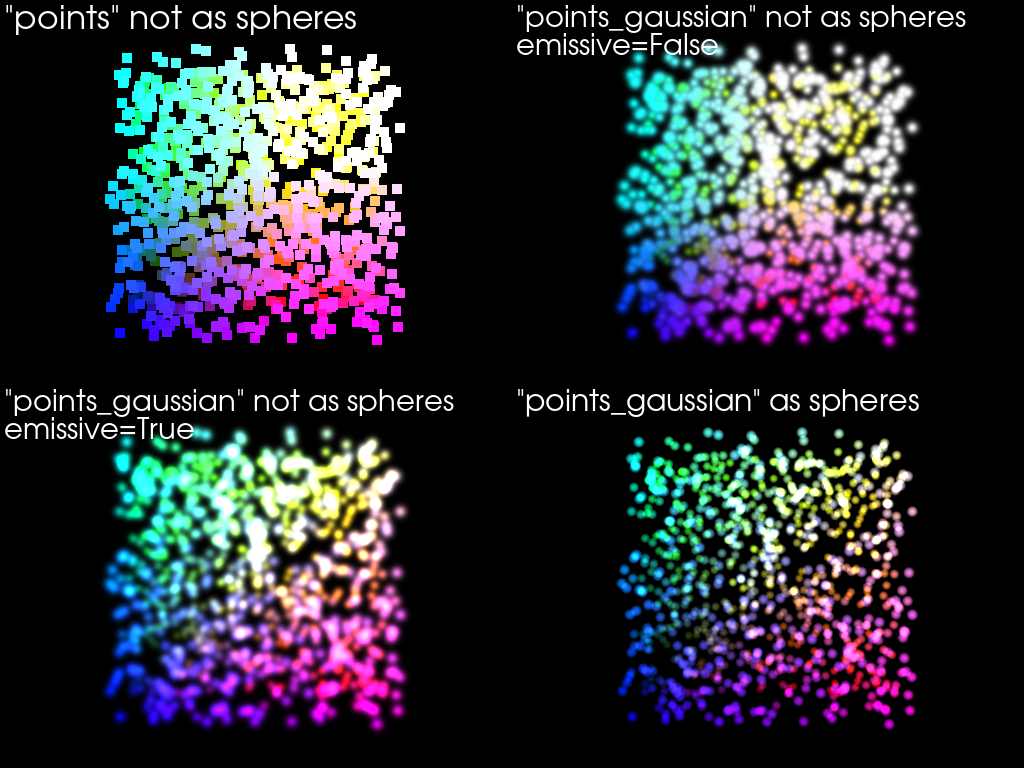 "points" not as spheres
"points_gaussian" not as spheres
emissive=False
"points_gaussian" not as spheres
emissive=True
"points_gaussian" as spheres